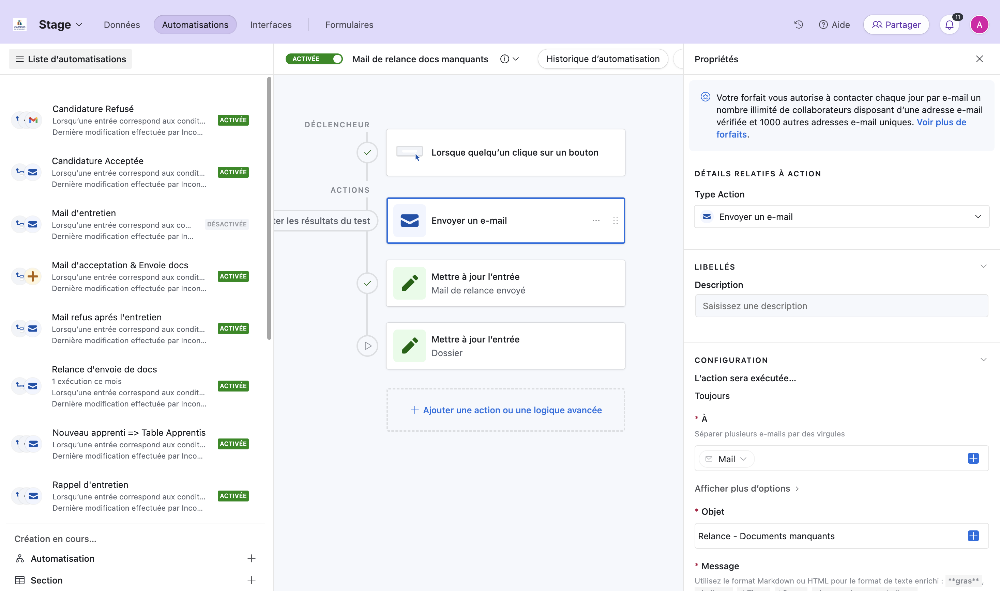 CAMPUS
Stage
Données
Automatisations
Interfaces
Formulaires
Aide
Partager
11
A
Liste d’automatisations
Candidature Refusé
Lorsqu’une entrée correspond aux condit...
Dernière modification effectuée par Inco...
ACTIVÉE
Candidature Acceptée
Lorsqu’une entrée correspond aux condit...
Dernière modification effectuée par Incon...
ACTIVÉE
Mail d'entretien
Lorsqu’une entrée correspond aux co...
Dernière modification effectuée par In...
DÉSACTIVÉE
Mail d'acceptation & Envoie docs
Lorsqu’une entrée correspond aux condit...
Dernière modification effectuée par Incon...
ACTIVÉE
Mail refus aprés l'entretien
Lorsqu’une entrée correspond aux condit...
Dernière modification effectuée par Incon...
ACTIVÉE
Relance d'envoie de docs
1 exécution ce mois
Lorsqu’une entrée correspond aux condit...
Dernière modification effectuée par Incon...
ACTIVÉE
Nouveau apprenti => Table Apprentis
Lorsqu’une entrée correspond aux condit...
Dernière modification effectuée par Inco...
ACTIVÉE
Rappel d'entretien
Lorsqu’une entrée correspond aux condit...
Dernière modification effectuée par Inco...
ACTIVÉE
Création en cours...
Automatisation
Section
ACTIVÉE
Mail de relance docs manquants
Historique d’automatisation
DÉCLENCHEUR
Lorsque quelqu’un clique sur un bouton
ACTIONS
ter les résultats du test
Envoyer un e-mail
Mettre à jour l’entrée
Mail de relance envoyé
Mettre à jour l’entrée
Dossier
Ajouter une action ou une logique avancée
Propriétés
Votre forfait vous autorise à contacter chaque jour par e-mail un
nombre illimité de collaborateurs disposant d’une adresse e-mail
vérifiée et 1000 autres adresses e-mail uniques. Voir plus de
forfaits.
DÉTAILS RELATIFS À ACTION
Type Action
Envoyer un e-mail
LIBELLÉS
Description
Saisissez une description
CONFIGURATION
L’action sera exécutée...
Toujours
* À
Séparer plusieurs e-mails par des virgules
Mail
Afficher plus d’options
* Objet
Relance - Documents manquants
* Message
Utilisez le format Markdown ou HTML pour le format de texte enrichi : **gras** ,